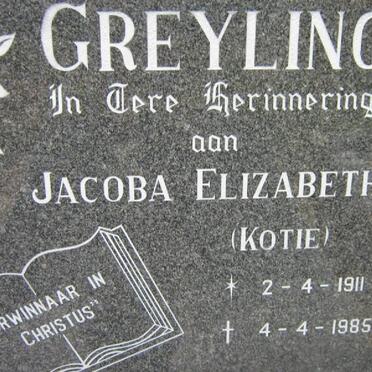 GREYLING
In Tere Herinnering
aan
JACOBA ELIZABETH
(KOTIE)
* 2-4-1911
† 4-4-1985
RWINNAAR IN
CHRISTUS"